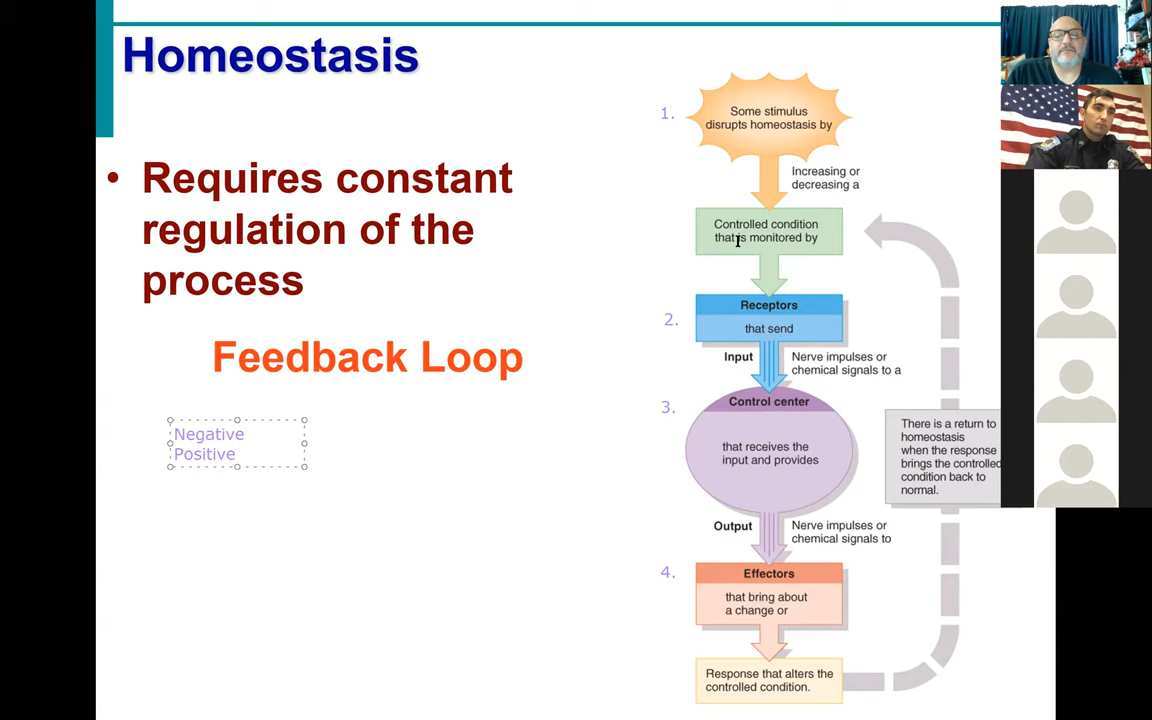 Homeostasis
• Requires constant
regulation of the
process
Feedback Loop
Negative
Positive
1.
Some stimulus
disrupts homeostasis by
Increasing or
decreasing a
Controlled condition
that is monitored by
2.
Receptors
that send
Input
Nerve impulses or
chemical signals to a
3.
Control center
that receives the
input and provides
There is a return to
homeostasis
when the response
brings the controlled
condition back to
normal.
Output
Nerve impulses or
chemical signals to
4.
Effectors
that bring about
a change or
Response that alters the
controlled condition.